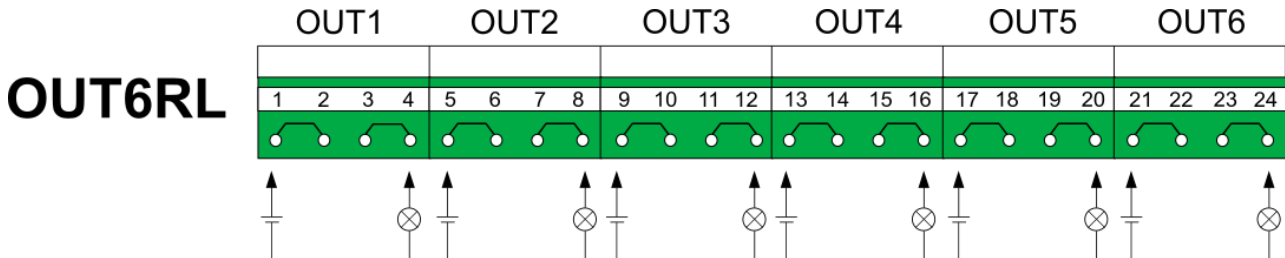 OUT1 OUT2 OUT3 OUT4 OUT5 OUT6
OUT6RL
1 2 3 4 5 6 7 8 9 10 11 12 13 14 15 16 17 18 19 20 21 22 23 24